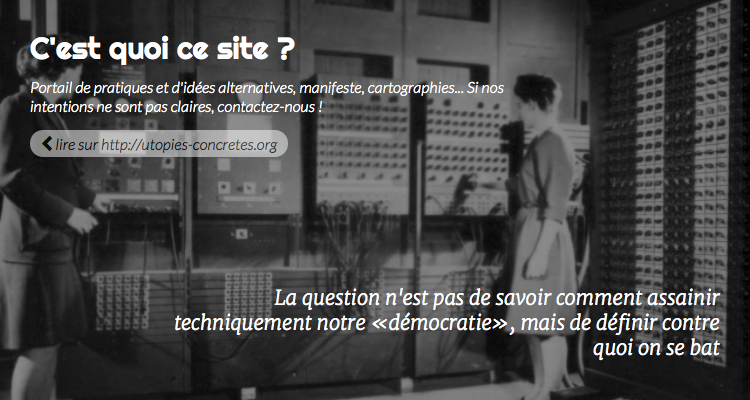 C'est quoi ce site ?
Portail de pratiques et d'idées alternatives, manifeste, cartographies... Si nos
intentions ne sont pas claires, contactez-nous !
lire sur http://utopies-concretes.org
La question n'est pas de savoir comment assainir
techniquement notre «démocratie», mais de définir contre
quoi on se bat